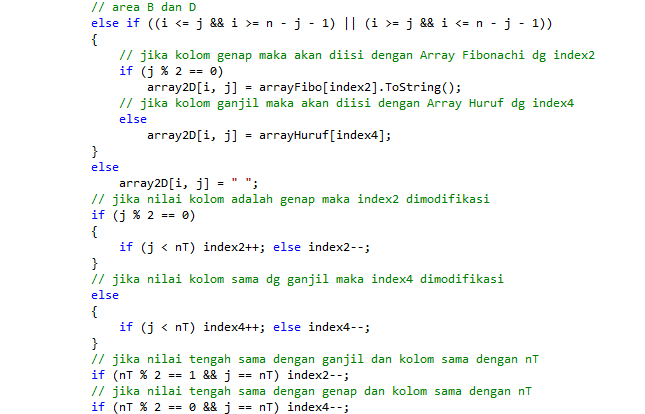 // area B dan D
else if ((i <= j && i >= n - j - 1) || (i >= j && i <= n - j - 1))
{
// jika kolom genap maka akan diisi dengan Array Fibonachi dg index2
if (j % 2 == 0)
array2D[i, j] = arrayFibo[index2].ToString();
// jika kolom ganjil maka akan diisi dengan Array Huruf dg index4
else
array2D[i, j] = arrayHuruf[index4];
}
else
array2D[i, j] = " ";
// jika nilai kolom adalah genap maka index2 dimodifikasi
if (j % 2 == 0)
{
if (j < nT) index2++; else index2--;
}
// jika nilai kolom sama dg ganjil maka index4 dimodifikasi
else
{
if (j < nT) index4++; else index4--;
}
// jika nilai tengah sama dengan ganjil dan kolom sama dengan nT
if (nT % 2 == 1 && j == nT) index2--;
// jika nilai tengah sama dengan genap dan kolom sama dengan nT
if (nT % 2 == 0 && j == nT) index4--;